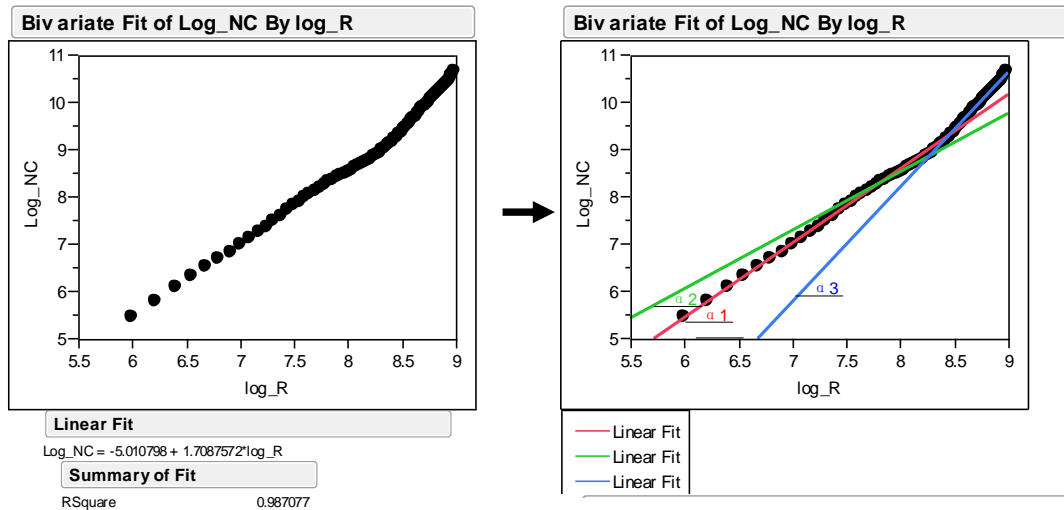 Biv ariate Fit of Log_NC By log_R
11
10
9
8
7
6
5
Log_NC
5.5 6 6.5 7 7.5 8 8.5 9
log_R
Linear Fit
Log_NC = -5.010798 + 1.7087572*log_R
Summary of Fit
RSquare 0.987077
Biv ariate Fit of Log_NC By log_R
11
10
9
8
7
6
5
Log_NC
α 2
α 1
α 3
5.5 6 6.5 7 7.5 8 8.5 9
log_R
Linear Fit
Linear Fit
Linear Fit